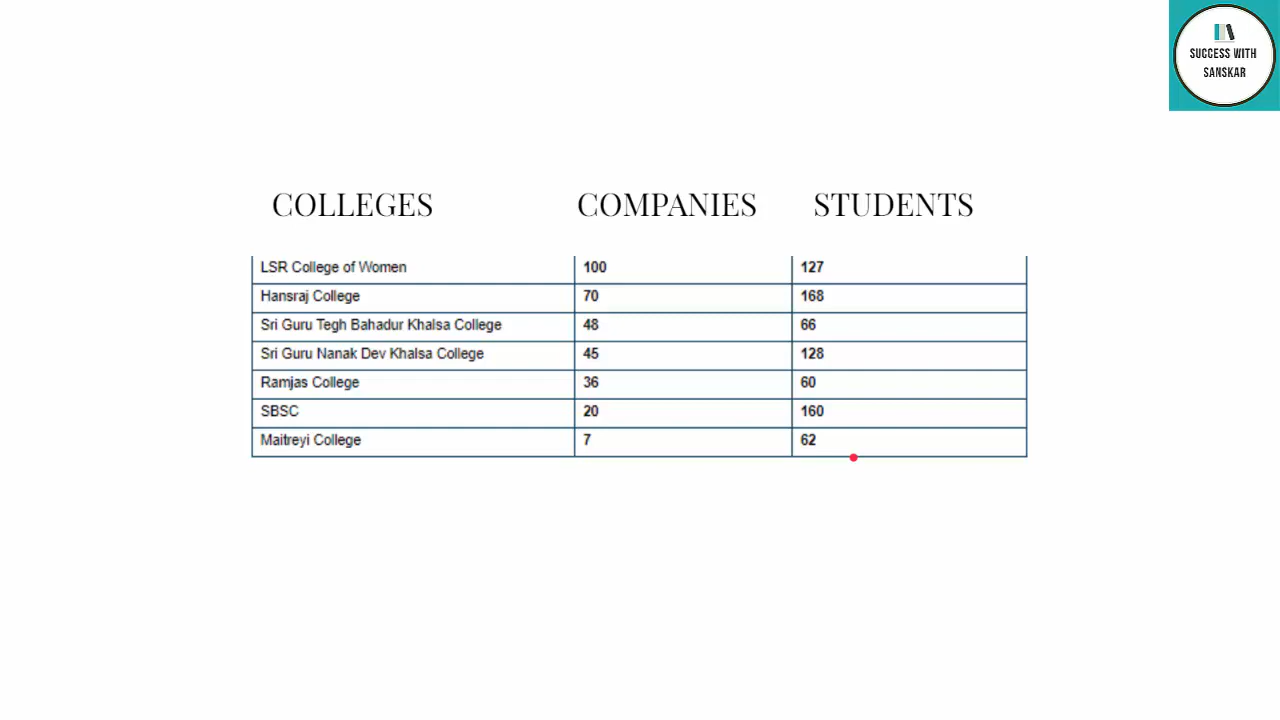 SUCCESS WITH
SANSKAR
COLLEGES COMPANIES STUDENTS
LSR College of Women 100 127
Hansraj College 70 168
Sri Guru Tegh Bahadur Khalsa College 48 66
Sri Guru Nanak Dev Khalsa College 45 128
Ramjas College 36 60
SBSC 20 160
Maitreyi College 7 62